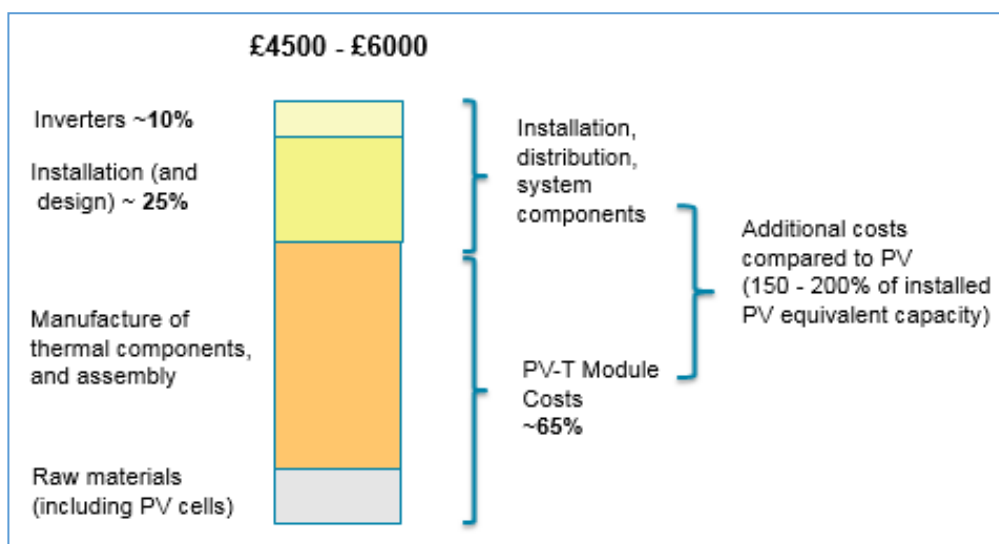 £4500 - £6000
Inverters ~10%
Installation (and
design) ~ 25%
Manufacture of
thermal components,
and assembly
Raw materials
(including PV cells)
Installation,
distribution,
system
components
PV-T Module
Costs
~65%
Additional costs
compared to PV
(150 - 200% of installed
PV equivalent capacity)